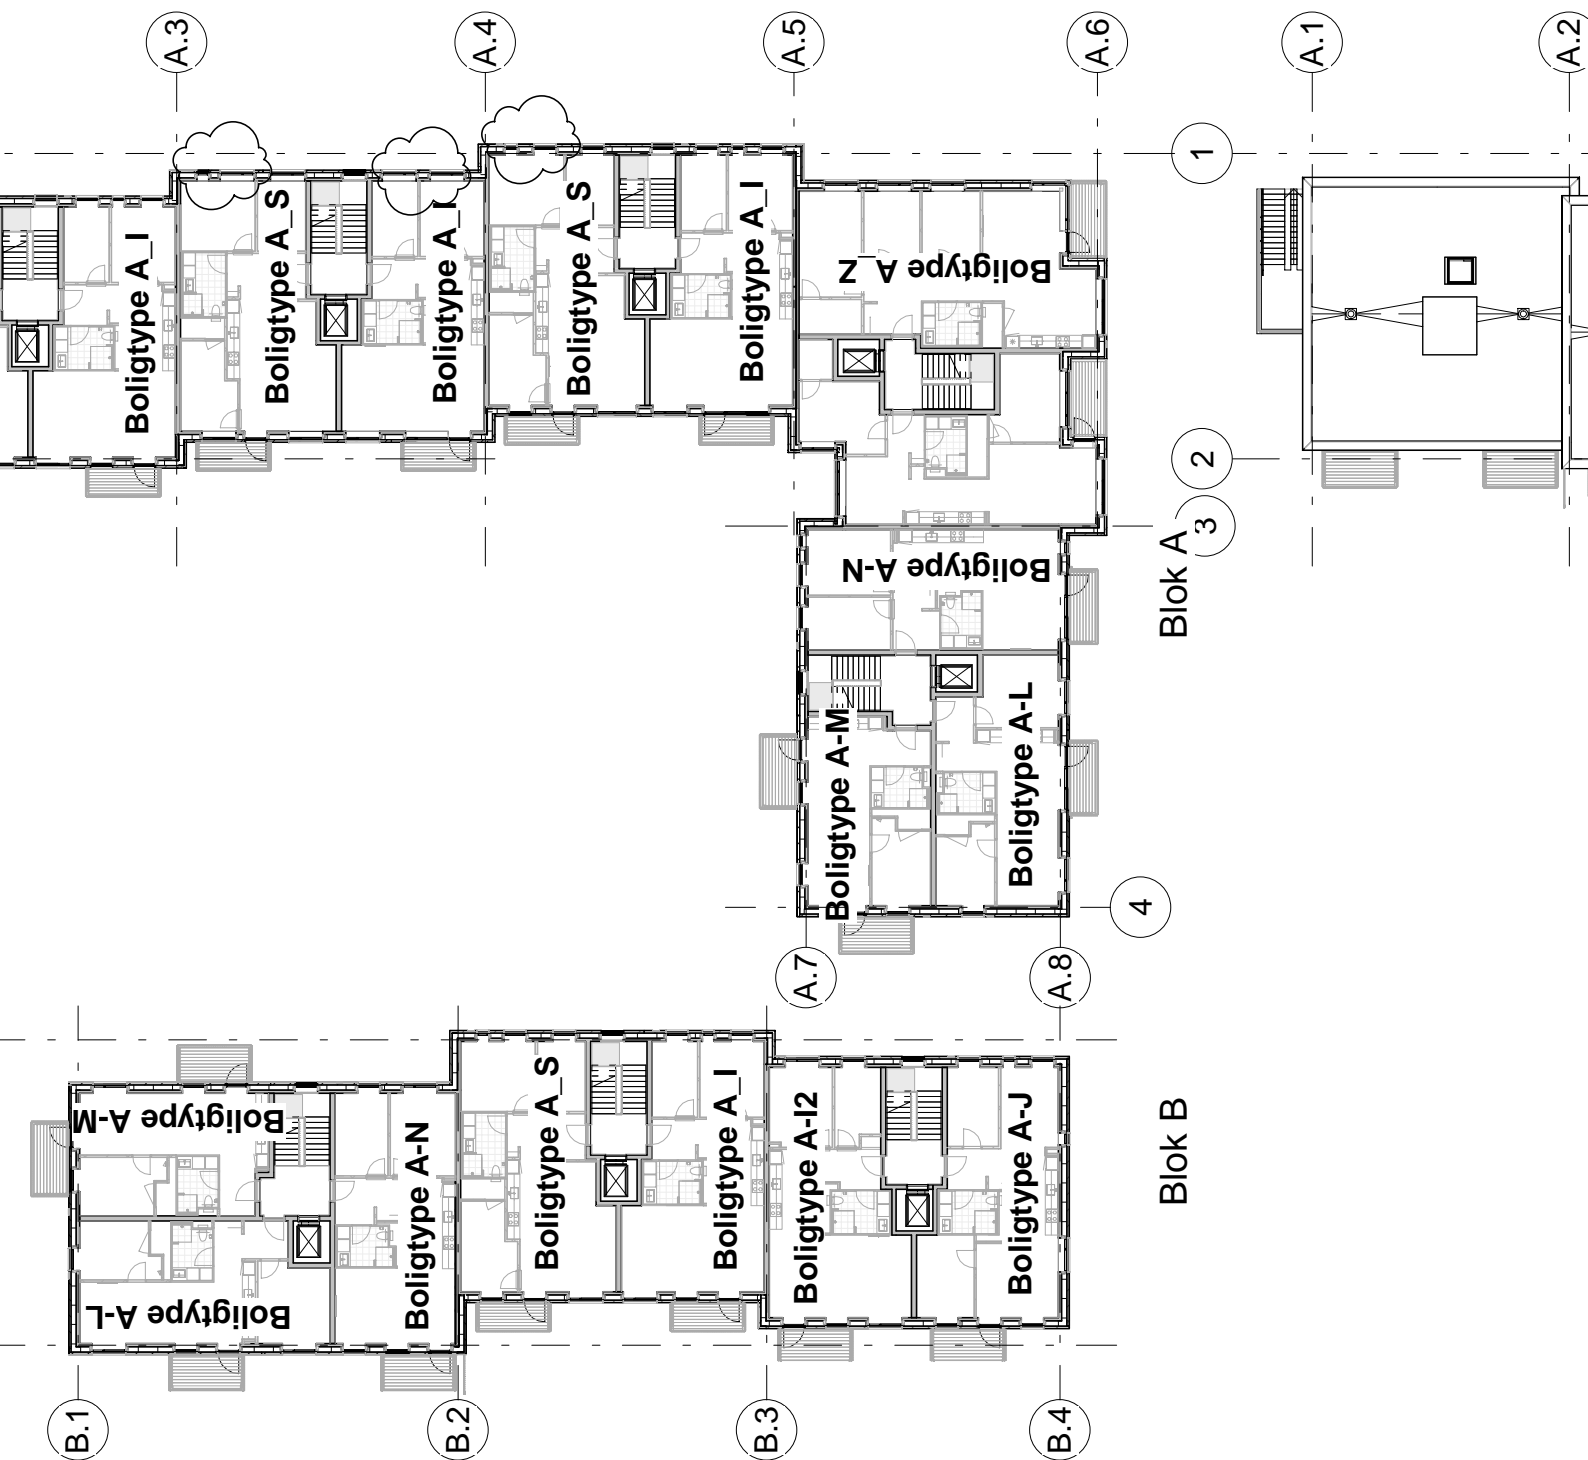 A.3
A.4
A.5
A.6
A.1
A.2
1
2
3
Blok A
Boligtype A_I
Boligtype A_S
Boligtype A_I
Boligtype A_S
Boligtype A_I
Boligtype A_Z
Boligtype A-N
Boligtype A-M
Boligtype A-L
4
A.7
A.8
Boligtype A-M
Boligtype A-L
Boligtype A-N
Boligtype A_S
Boligtype A_I
Boligtype A-I2
Boligtype A-J
Blok B
B.1
B.2
B.3
B.4